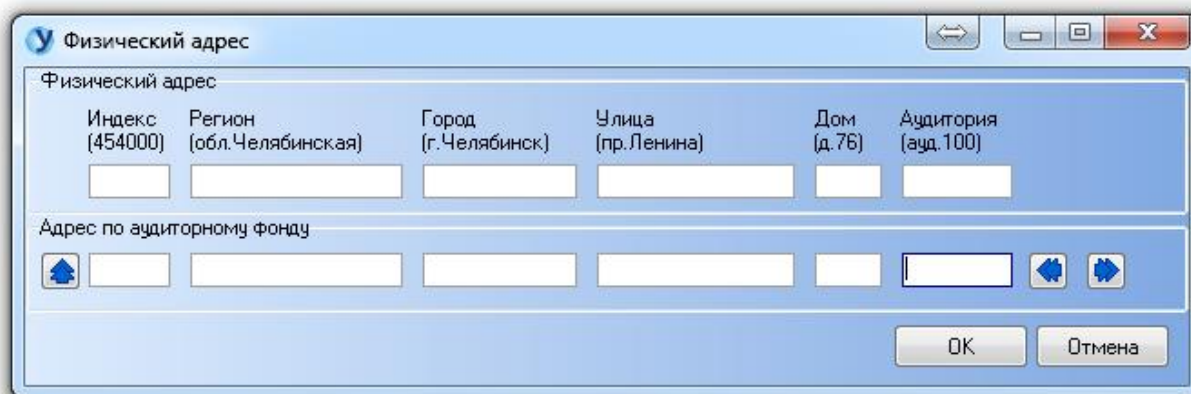 У Физический адрес
Физический адрес
Индекс Регион Город Улица Дом Аудитория
(454000) (обл.Челябинская) (г.Челябинск) (пр.Ленина) (д.76) (ауд.100)
Адрес по аудиторному фонду
OK Отмена